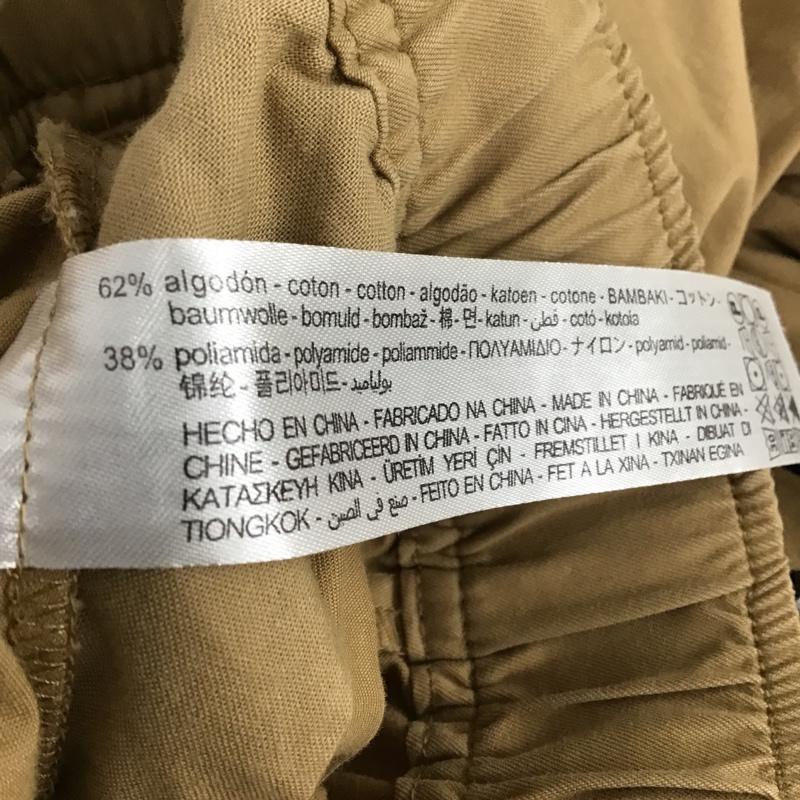 62% algodón - coton - cotton - algodão - katoen - cotone - ΒΑΜΒΑΚΙ - コットン -
baumwolle - bomuld - bombaž - 棉 - 면 - katun - قطن - cotó - kotoia
38% poliamida - polyamide - poliammide - ΠΟΛΥΑΜΙΔΙΟ - ナイロン - polyamid - poliamid -
锦纶 - 폴리아미드 - بولياميد
HECHO EN CHINA - FABRICADO NA CHINA - MADE IN CHINA - FABRIQUÉ EN
CHINE - GEFABRICEERD IN CHINA - FATTO IN CINA - HERGESTELLT IN CHINA -
ΚΑΤΑΣΚΕΥΗ ΚΙΝΑ - ÜRETİM YERİ ÇİN - FREMSTILLET I KINA - DIBUAT DI
TIONGKOK - صنع في الصين - FEITO EN CHINA - FET A LA XINA - TXINAN EGINA